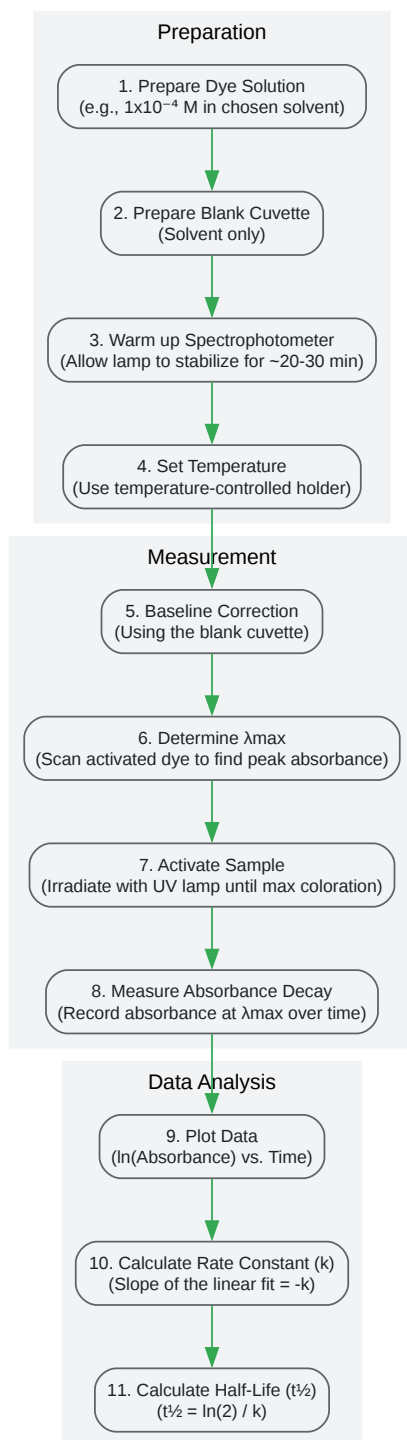 Preparation
1. Prepare Dye Solution
(e.g., 1x10⁻⁴ M in chosen solvent)
2. Prepare Blank Cuvette
(Solvent only)
3. Warm up Spectrophotometer
(Allow lamp to stabilize for ~20-30 min)
4. Set Temperature
(Use temperature-controlled holder)
Measurement
5. Baseline Correction
(Using the blank cuvette)
6. Determine λmax
(Scan activated dye to find peak absorbance)
7. Activate Sample
(Irradiate with UV lamp until max coloration)
8. Measure Absorbance Decay
(Record absorbance at λmax over time)
Data Analysis
9. Plot Data
(ln(Absorbance) vs. Time)
10. Calculate Rate Constant (k)
(Slope of the linear fit = -k)
11. Calculate Half-Life (t½)
(t½ = ln(2) / k)